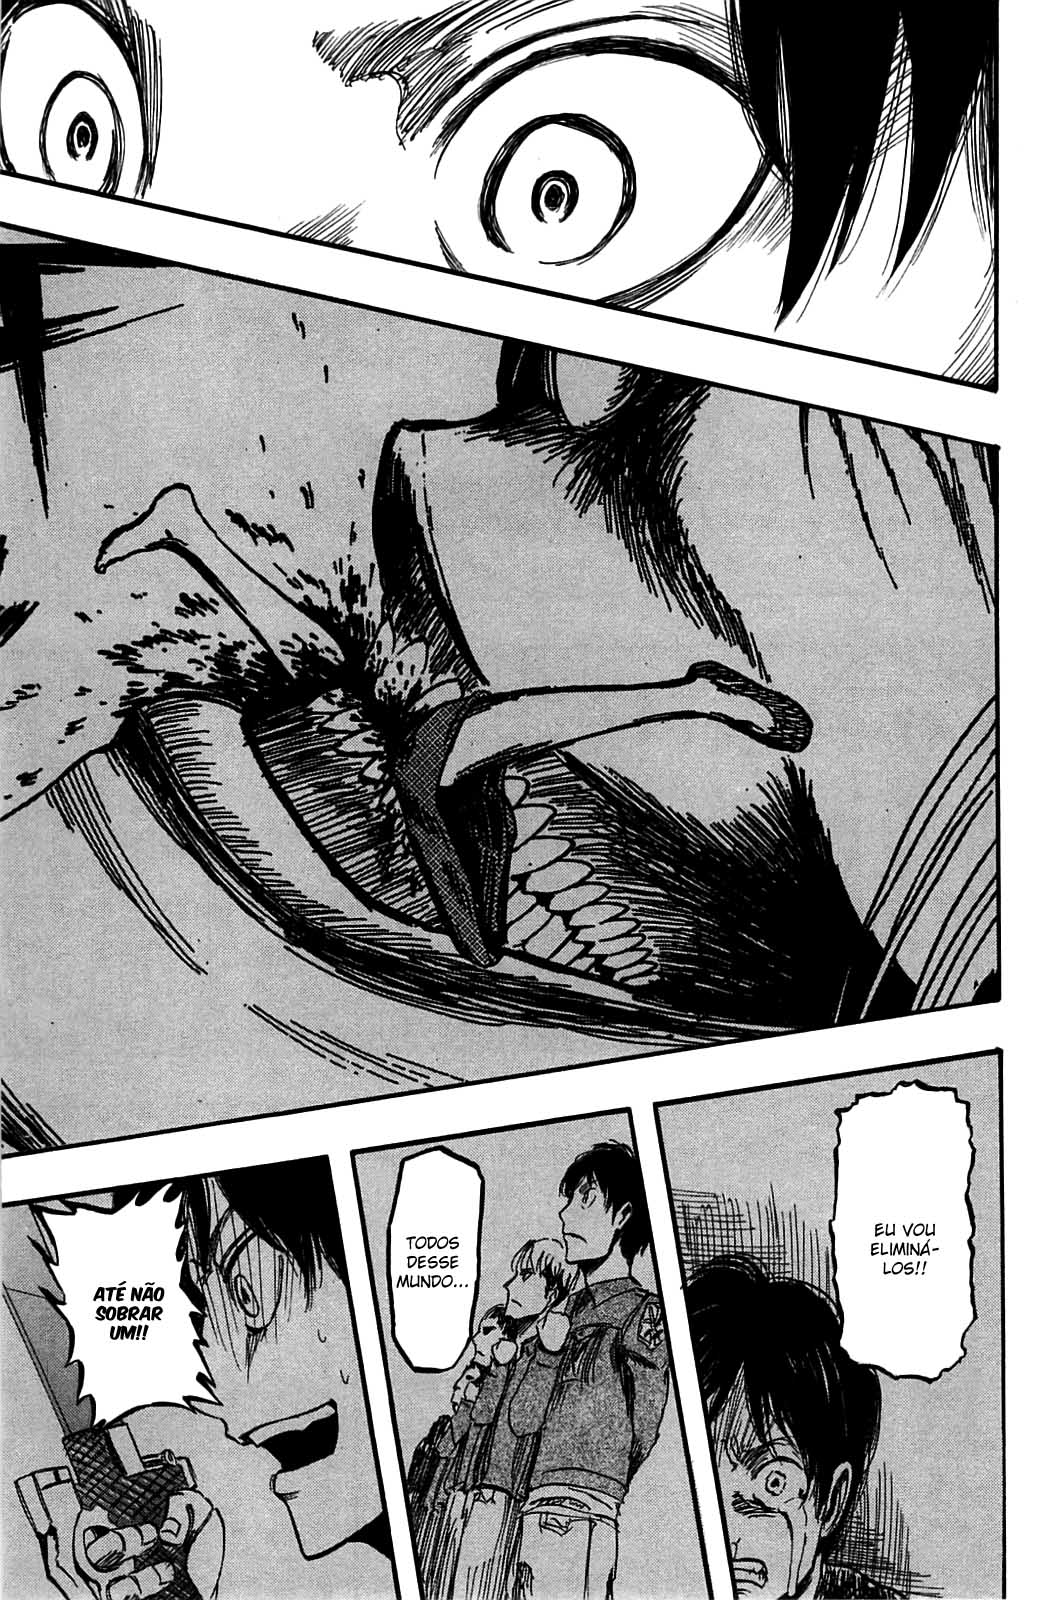 EU VOU
ELIMINÁ-
LOS!!
TODOS
DESSE
MUNDO...
ATÉ NÃO
SOBRAR
UM!!